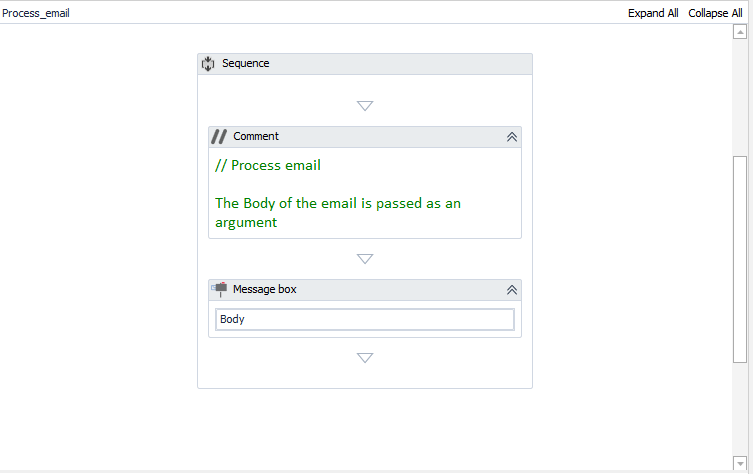 Process_email
Expand All Collapse All
Sequence
Comment
// Process email
The Body of the email is passed as an
argument
Message box
Body